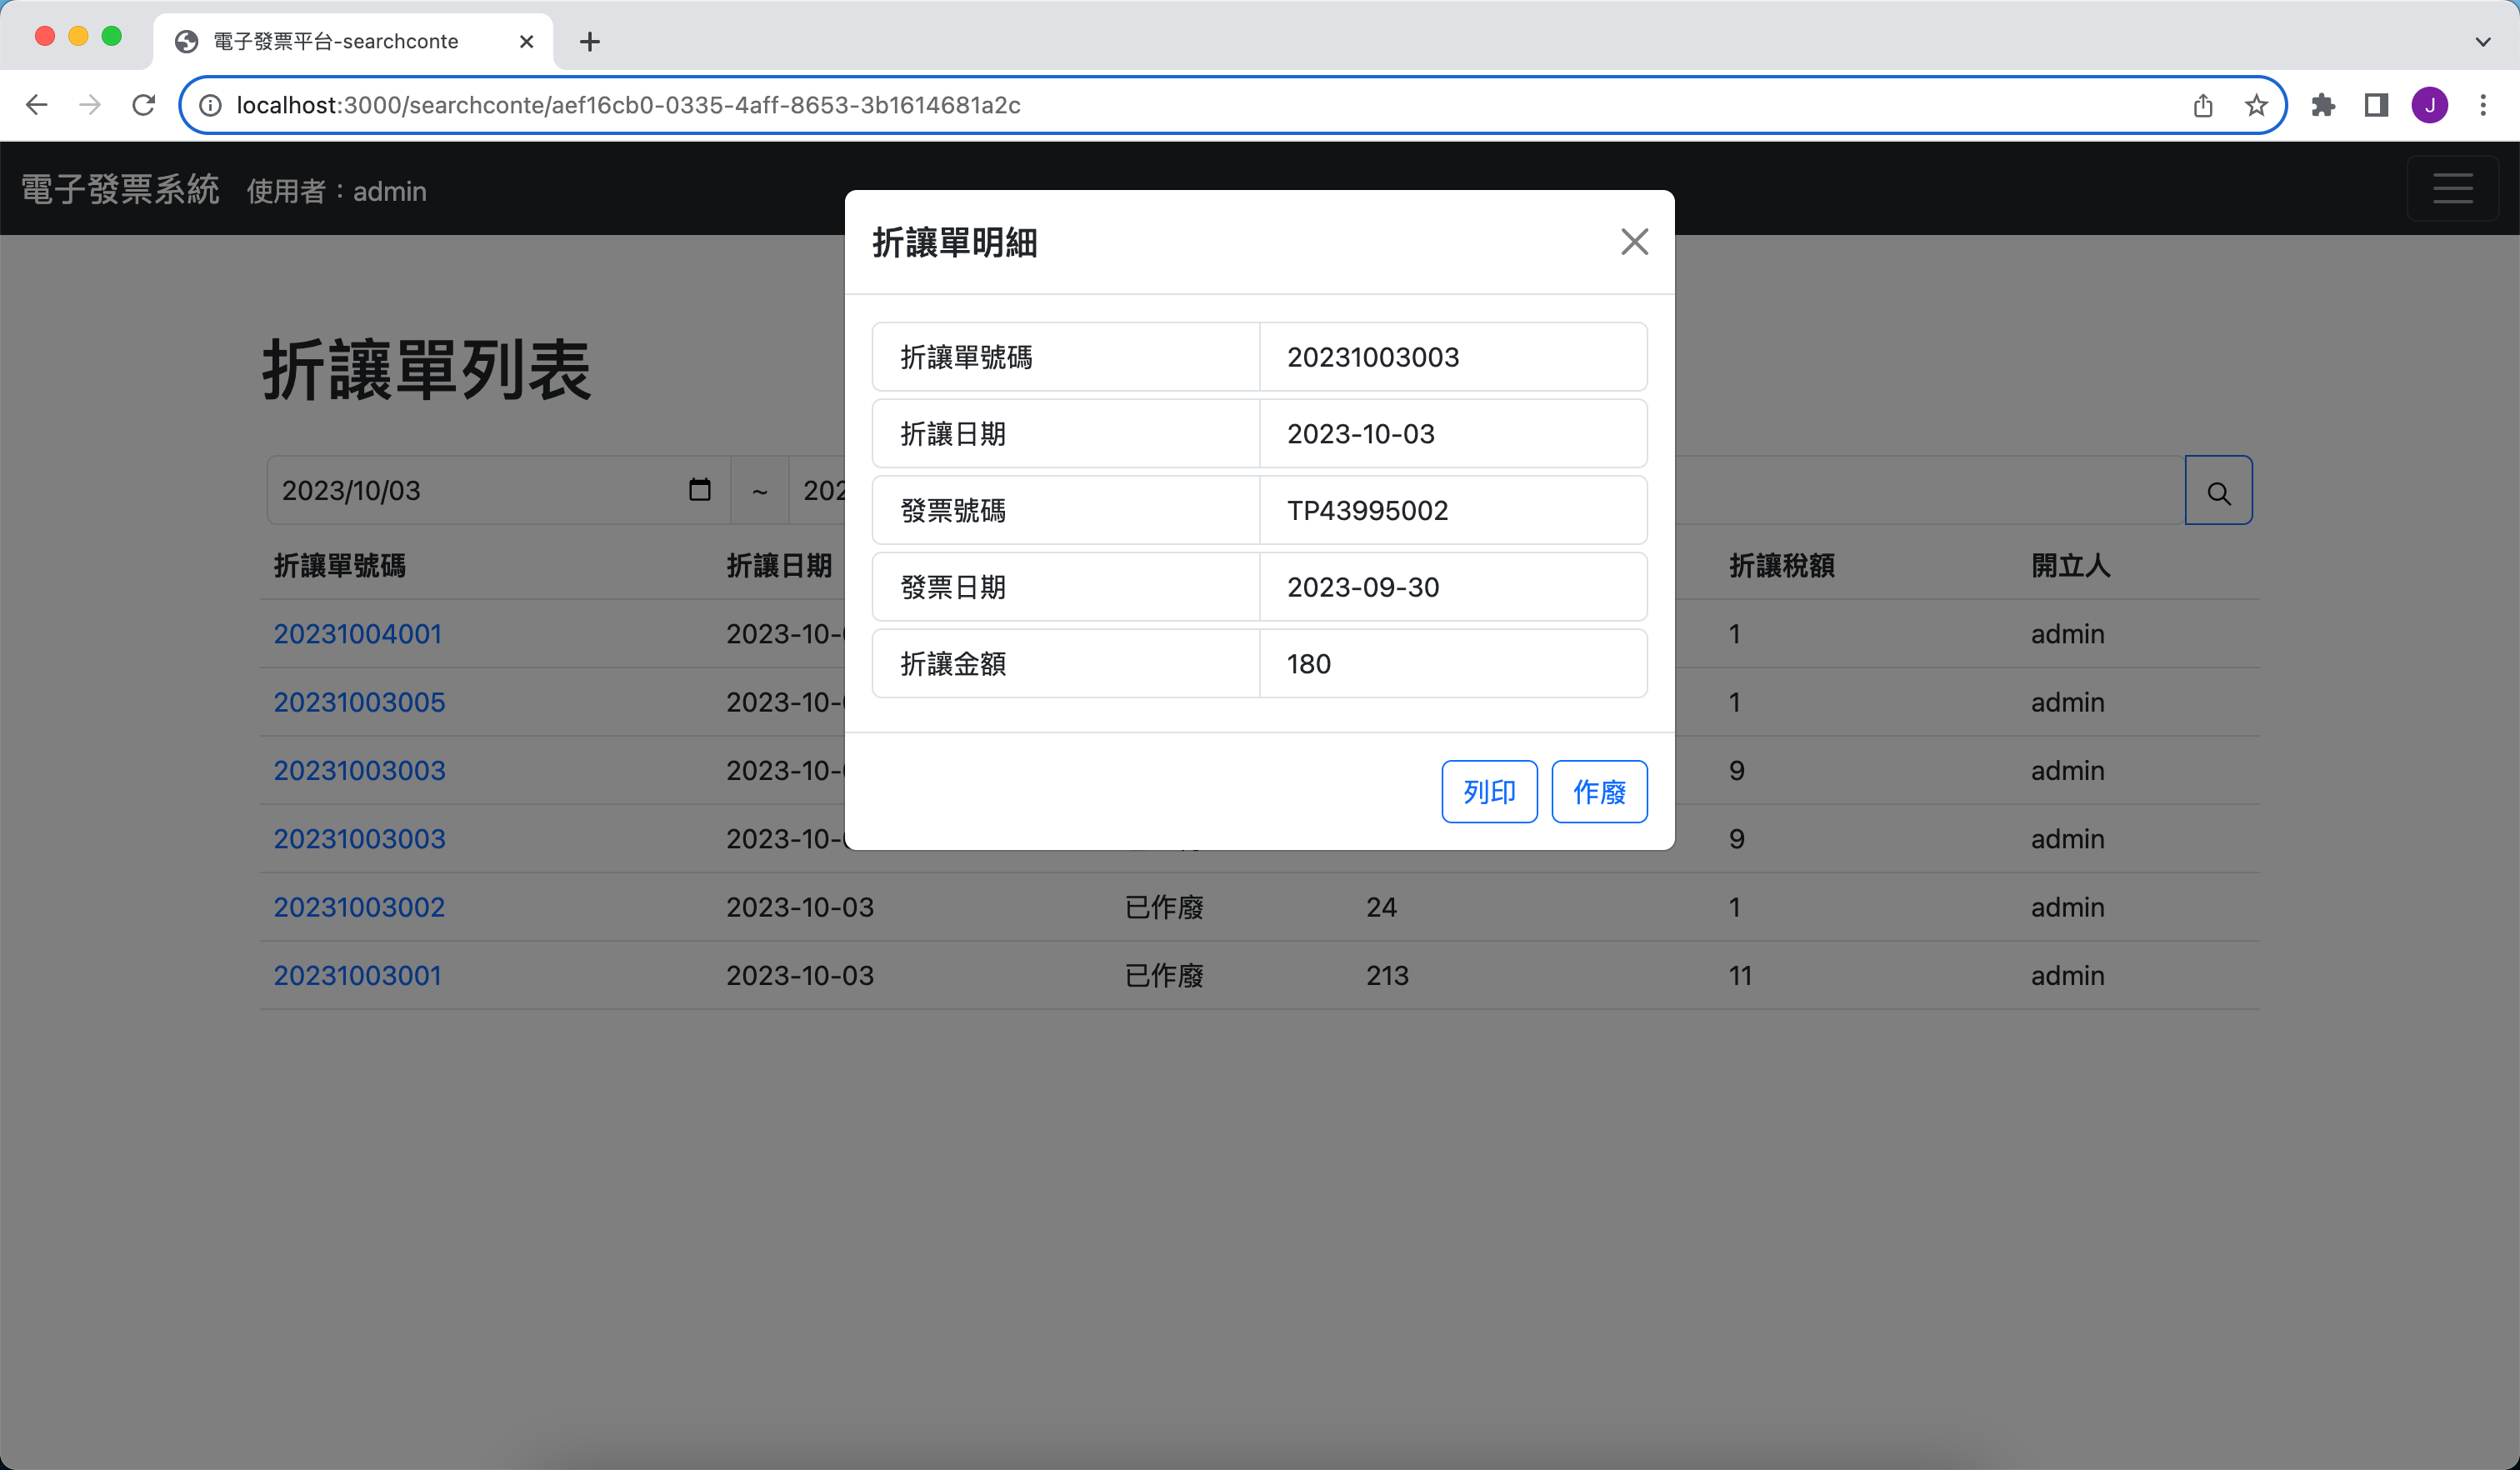 電子發票平台-searchconte
localhost:3000/searchconte/aef16cb0-0335-4aff-8653-3b1614681a2c
J
電子發票系統 使用者：admin
折讓單明細
折讓單號碼 20231003003
折讓日期 2023-10-03
發票號碼 TP43995002
發票日期 2023-09-30
折讓金額 180
列印 作廢
折讓單列表
2023/10/03 ~ 202
折讓單號碼 折讓日期 折讓稅額 開立人
20231004001 2023-10- 1 admin
20231003005 2023-10- 1 admin
20231003003 2023-10- 9 admin
20231003003 2023-10- 9 admin
20231003002 2023-10-03 已作廢 24 1 admin
20231003001 2023-10-03 已作廢 213 11 admin